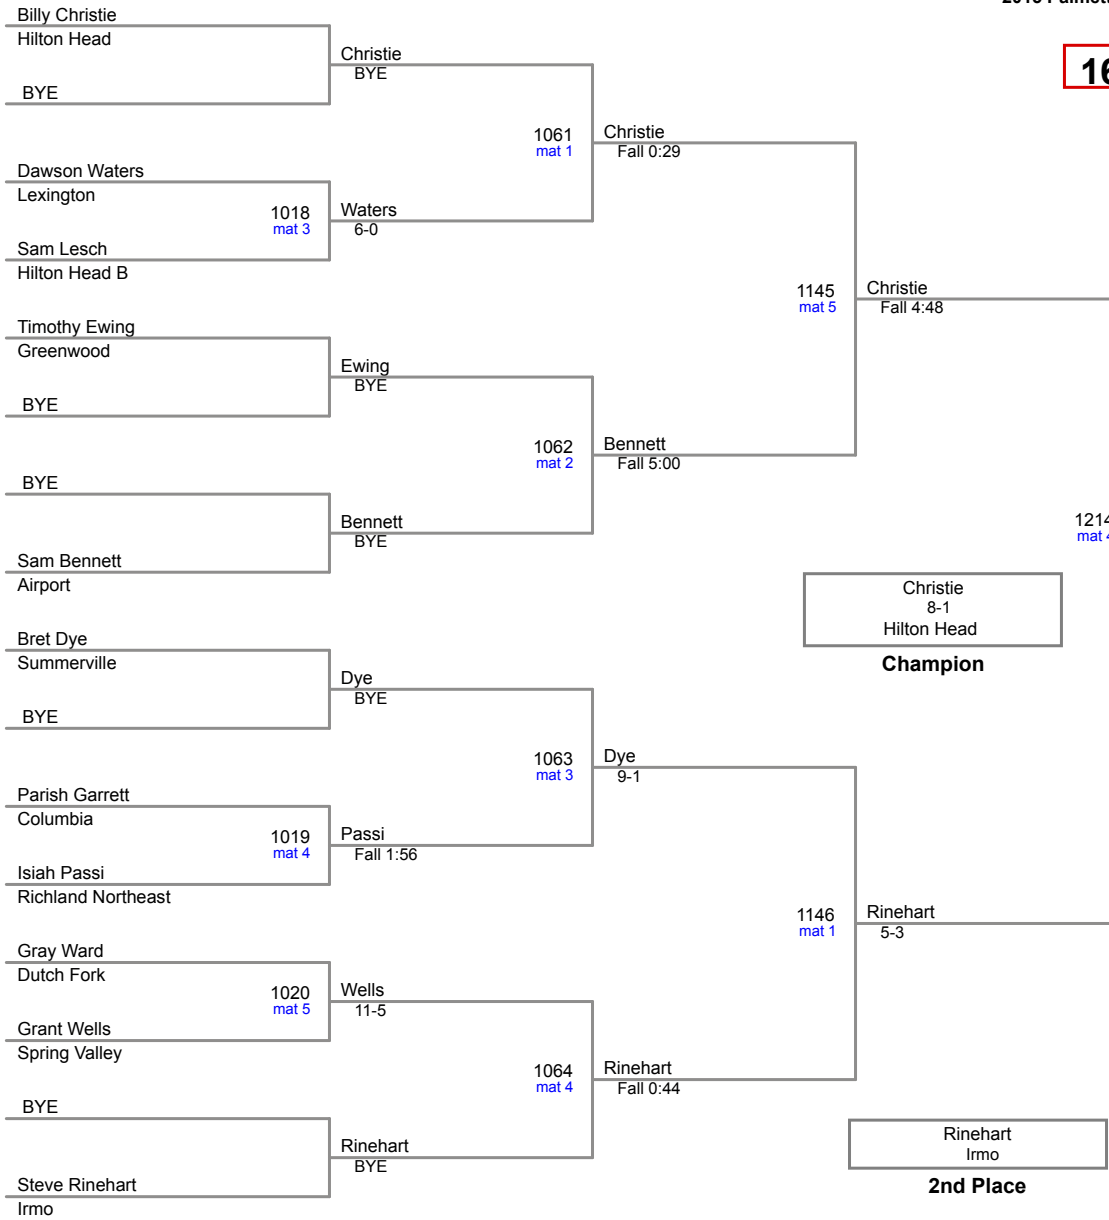 Billy Christie
Hilton Head
BYE
Dawson Waters
Lexington
Sam Lesch
Hilton Head B
Timothy Ewing
Greenwood
BYE
BYE
Sam Bennett
Airport
Bret Dye
Summerville
BYE
Parish Garrett
Columbia
Isiah Passi
Richland Northeast
Gray Ward
Dutch Fork
Grant Wells
Spring Valley
BYE
Steve Rinehart
Irmo
1018
mat 3
1019
mat 4
1020
mat 5
Christie
BYE
Waters
6-0
Ewing
BYE
Bennett
BYE
Dye
BYE
Passi
Fall 1:56
Wells
11-5
Rinehart
BYE
1061
mat 1
1062
mat 2
1063
mat 3
1064
mat 4
Christie
Fall 0:29
Bennett
Fall 5:00
Dye
9-1
Rinehart
Fall 0:44
1145
mat 5
1146
mat 1
Christie
Fall 4:48
Rinehart
5-3
16
1214
mat 4
Christie
8-1
Hilton Head
Champion
Rinehart
Irmo
2nd Place